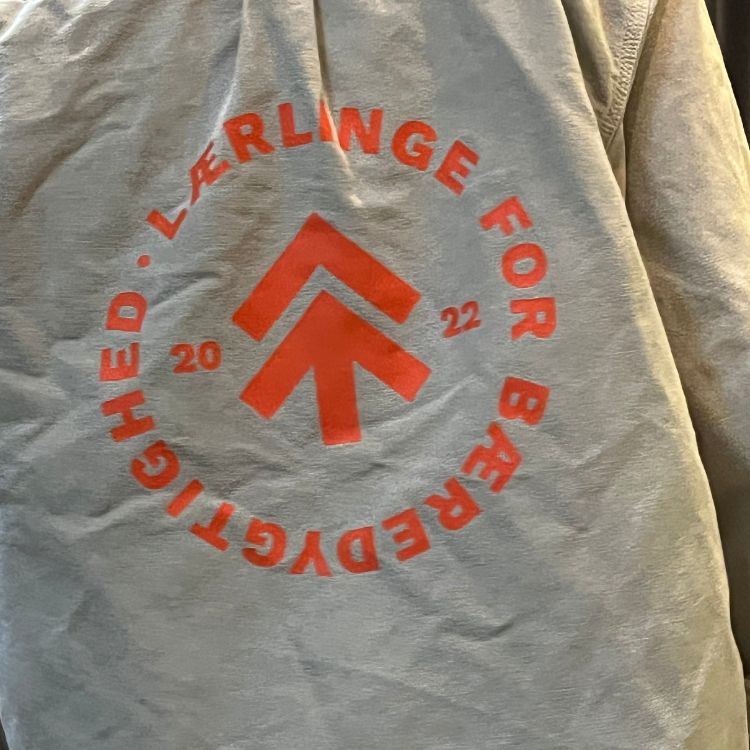 LÆRLINGE FOR BÆREDYGTIGHED ·
20 22